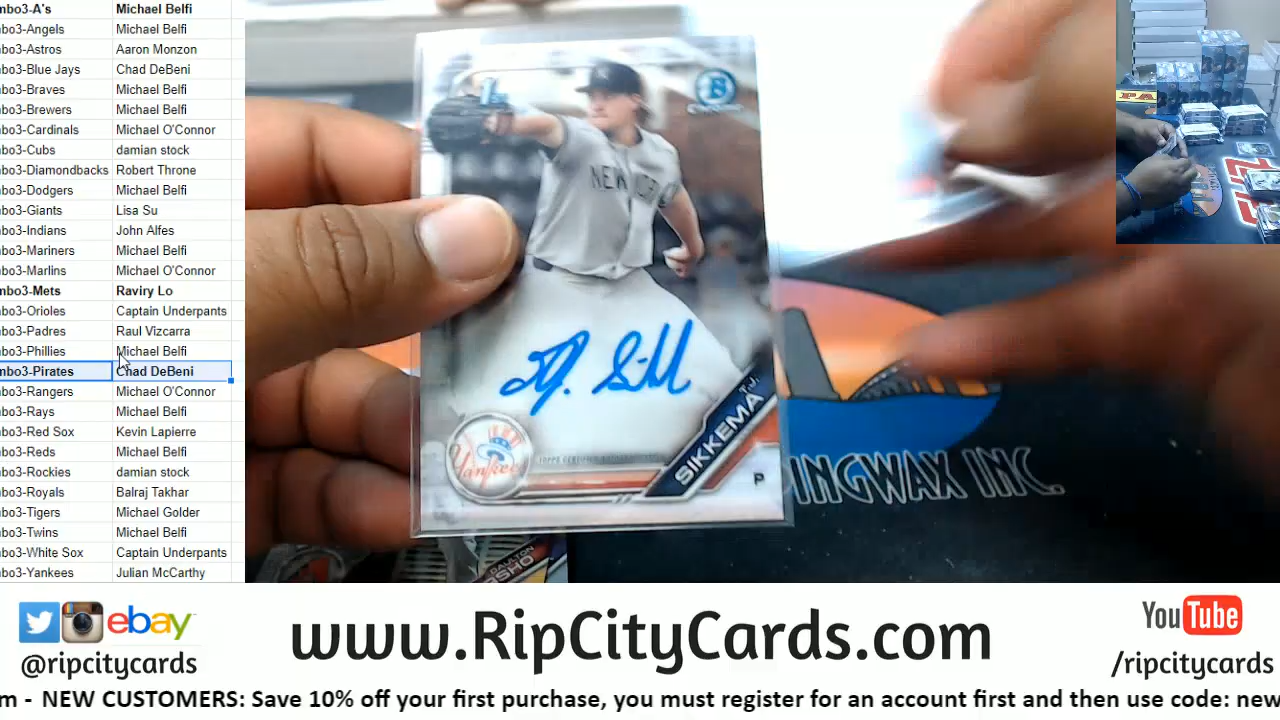 mbo3-A's Michael Belfi
mbo3-Angels Michael Belfi
mbo3-Astros Aaron Monzon
mbo3-Blue Jays Chad DeBeni
mbo3-Braves Michael Belfi
mbo3-Brewers Michael Belfi
mbo3-Cardinals Michael O'Connor
mbo3-Cubs damian stock
mbo3-Diamondbacks Robert Throne
mbo3-Dodgers Michael Belfi
mbo3-Giants Lisa Su
mbo3-Indians John Alfes
mbo3-Mariners Michael Belfi
mbo3-Marlins Michael O'Connor
mbo3-Mets Raviry Lo
mbo3-Orioles Captain Underpants
mbo3-Padres Raul Vizcarra
mbo3-Phillies Michael Belfi
mbo3-Pirates Chad DeBeni
mbo3-Rangers Michael O'Connor
mbo3-Rays Michael Belfi
mbo3-Red Sox Kevin Lapierre
mbo3-Reds Michael Belfi
mbo3-Rockies damian stock
mbo3-Royals Balraj Takhar
mbo3-Tigers Michael Golder
mbo3-Twins Michael Belfi
mbo3-White Sox Captain Underpants
mbo3-Yankees Julian McCarthy
1st
B
NEW YORK
T.J.
SIKKEMA
P
Yankees
PINGWAX INC.
DAULTON
ebay
@ripcitycards
www.RipCityCards.com
YouTube
/ripcitycards
m - NEW CUSTOMERS: Save 10% off your first purchase, you must register for an account first and then use code: new